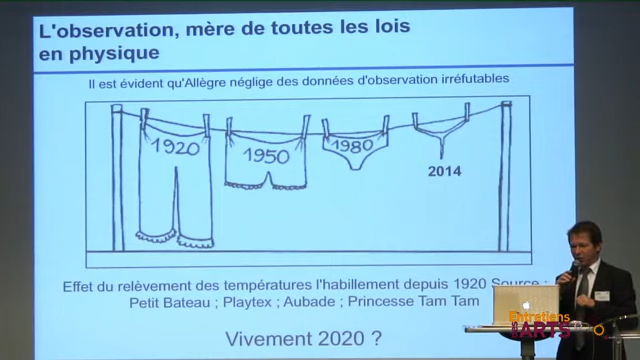 L'observation, mère de toutes les lois
en physique
Il est évident qu'Allègre néglige des données d'observation irréfutables
1920
1950
1980
2014
Effet du relèvement des températures l'habillement depuis 1920 Source :
Petit Bateau ; Playtex ; Aubade ; Princesse Tam Tam
Vivement 2020 ?
Entretiens
ARTS